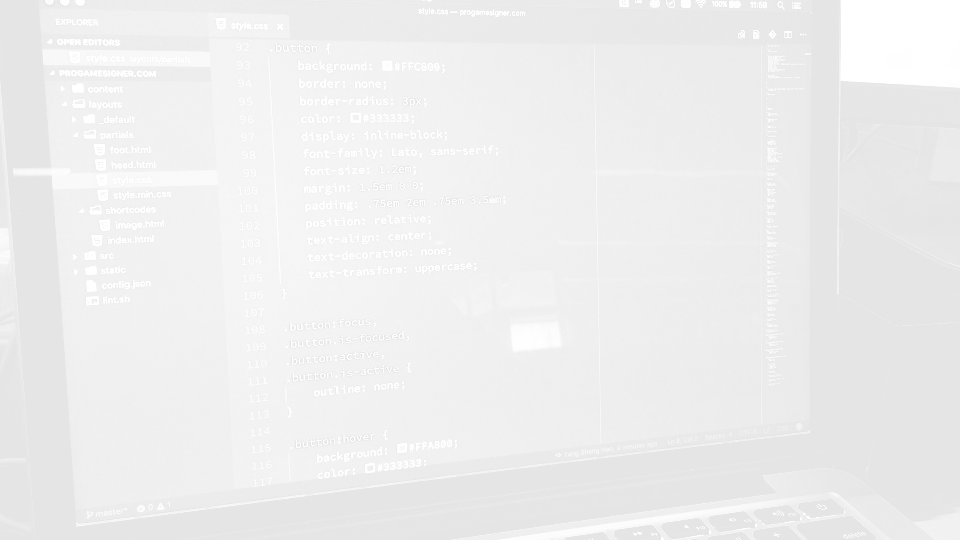 style.css — progamesigner.com
100%
11:08
EXPLORER
style.css
OPEN EDITORS
PROGAMESIGNER.COM
content
layouts
_default
partials
foot.html
head.html
style.css
style.min.css
shortcodes
image.html
index.html
src
static
config.json
lint.sh
92 .button {
93 background: #FFC600;
94 border: none;
95 border-radius: 3px;
96 color: #333333;
97 display: inline-block;
98 font-family: Lato, sans-serif;
99 font-size: 1.2em;
100 margin: 1.5em 0 0;
101 padding: .75em 2em .75em 3.5em;
102 position: relative;
103 text-align: center;
104 text-decoration: none;
105 text-transform: uppercase;
106 }
107
108 .button:focus,
109 .button.is-focused,
110 .button:active,
111 .button.is-active {
112 outline: none;
113 }
114
115 .button:hover {
116 background: #FFA600;
117 color: #333333;
master*
0 1